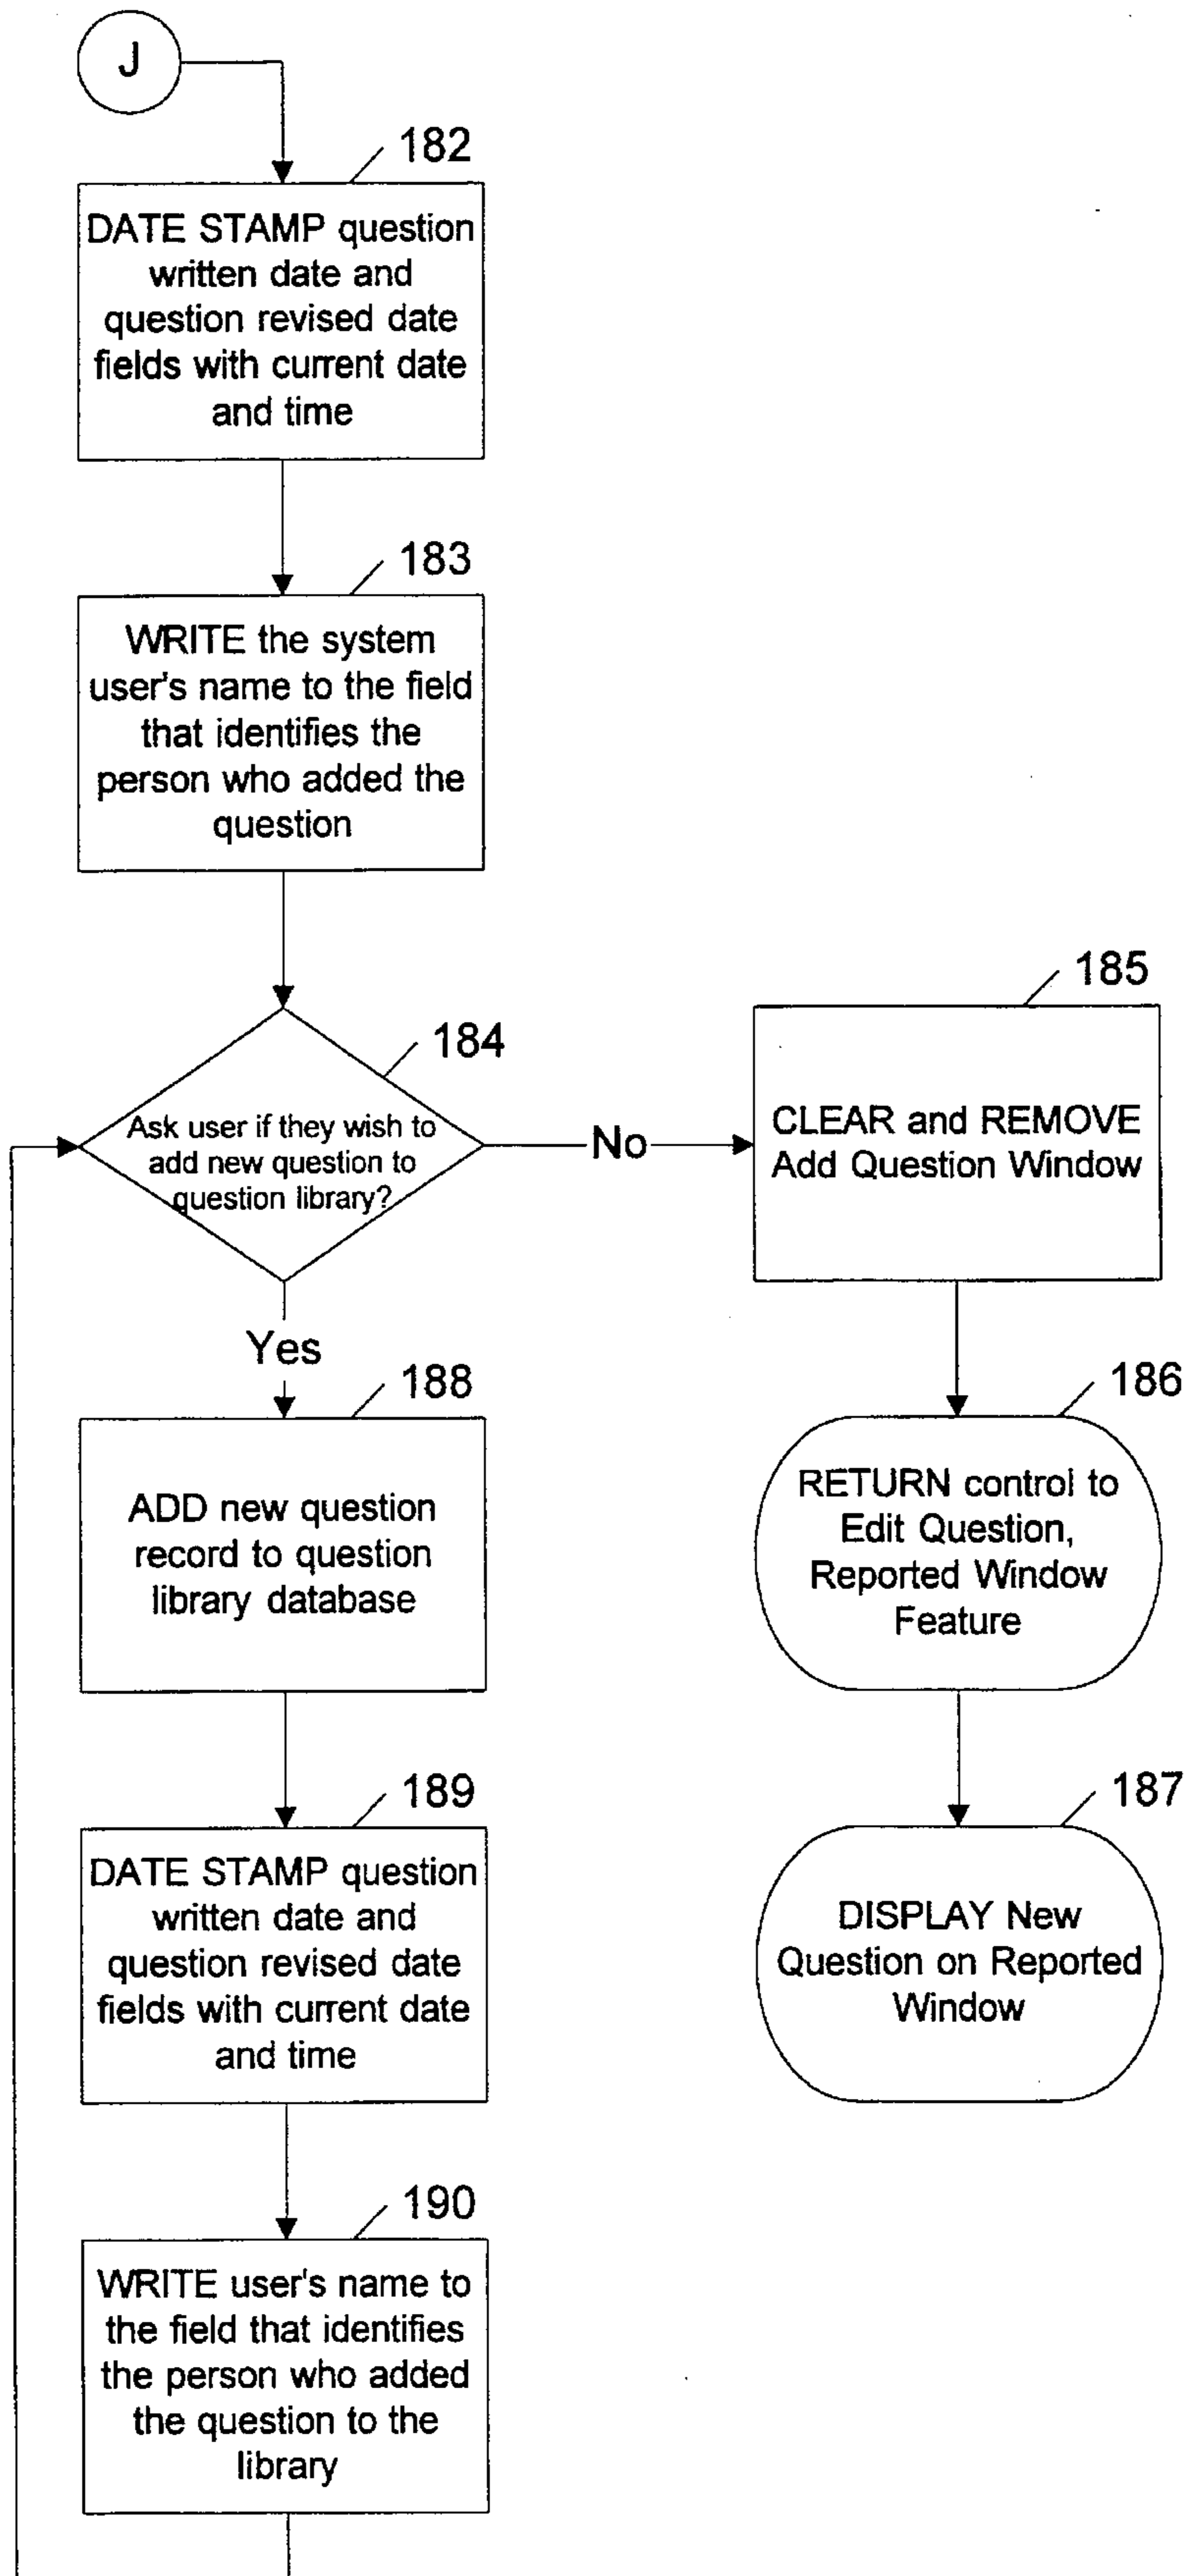 J
182
DATE STAMP question
written date and
question revised date
fields with current date
and time
183
WRITE the system
user's name to the field
that identifies the
person who added the
question
184
Ask user if they wish to
add new question to
question library?
No
185
CLEAR and REMOVE
Add Question Window
Yes
186
RETURN control to
Edit Question,
Reported Window
Feature
188
ADD new question
record to question
library database
187
DISPLAY New
Question on Reported
Window
189
DATE STAMP question
written date and
question revised date
fields with current date
and time
190
WRITE user's name to
the field that identifies
the person who added
the question to the
library